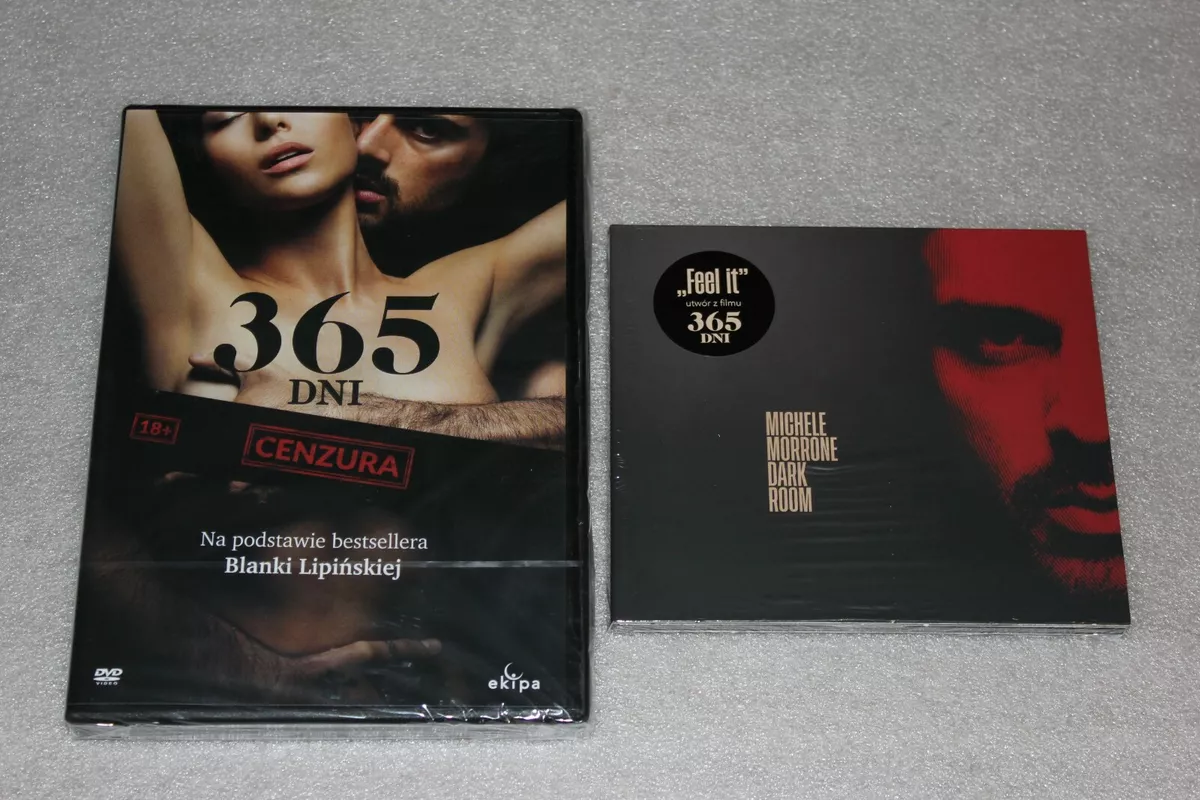 365
DNI
18+
CENZURA
Na podstawie bestsellera
Blanki Lipińskiej
DVD
VIDEO
ekipa
„Feel it”
utwór z filmu
365
DNI
MICHELE
MORRONE
DARK
ROOM